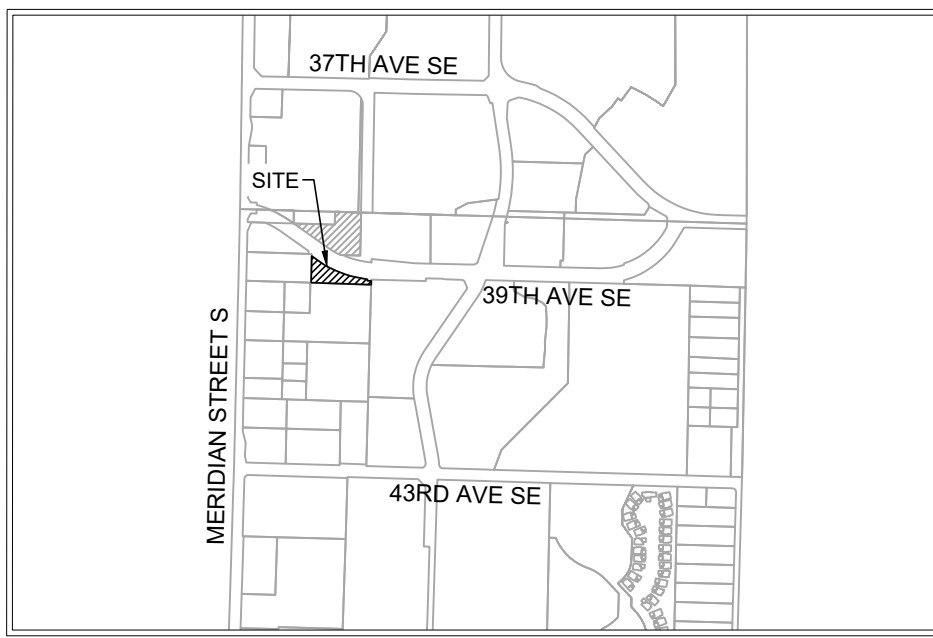 37TH AVE SE
SITE
39TH AVE SE
MERIDIAN STREET S
43RD AVE SE